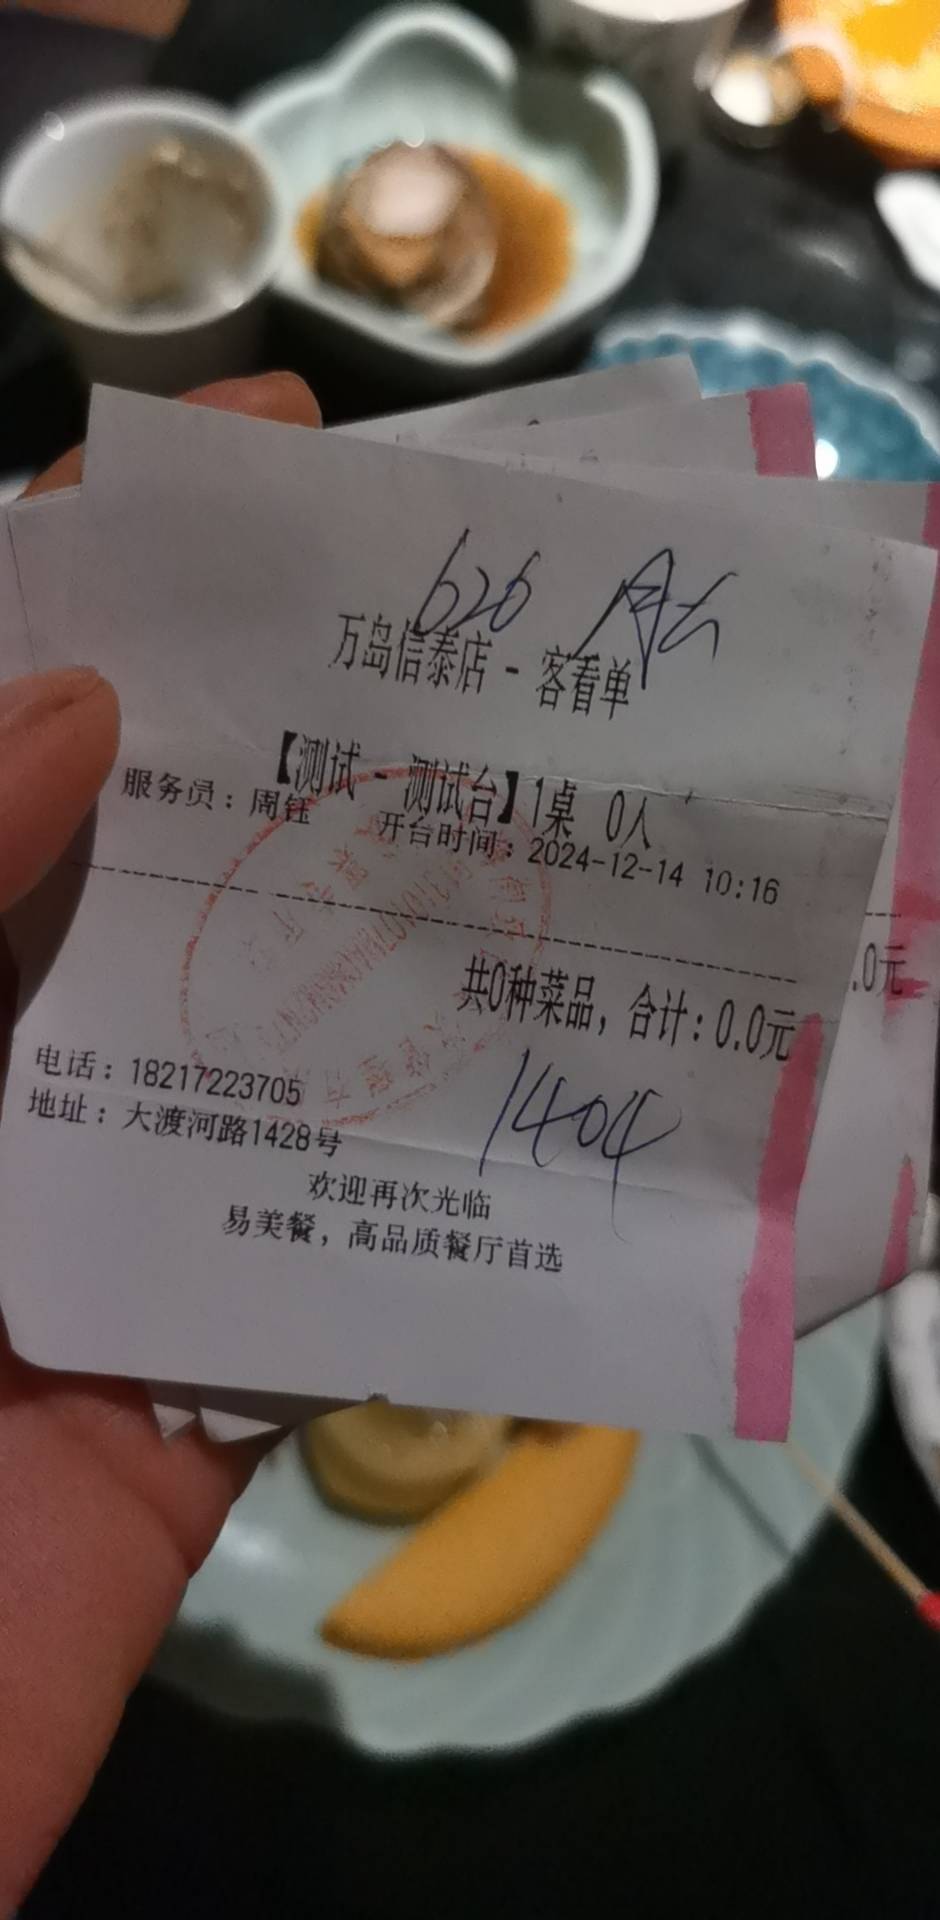 626
万岛信泰店 - 客看单
【测试 - 测试台】1桌 0人
服务员：周钰 开台时间：2024-12-14 10:16
共0种菜品，合计：0.0元
.0元
1404
电话：18217223705
地址：大渡河路1428号
欢迎再次光临
易美餐，高品质餐厅首选